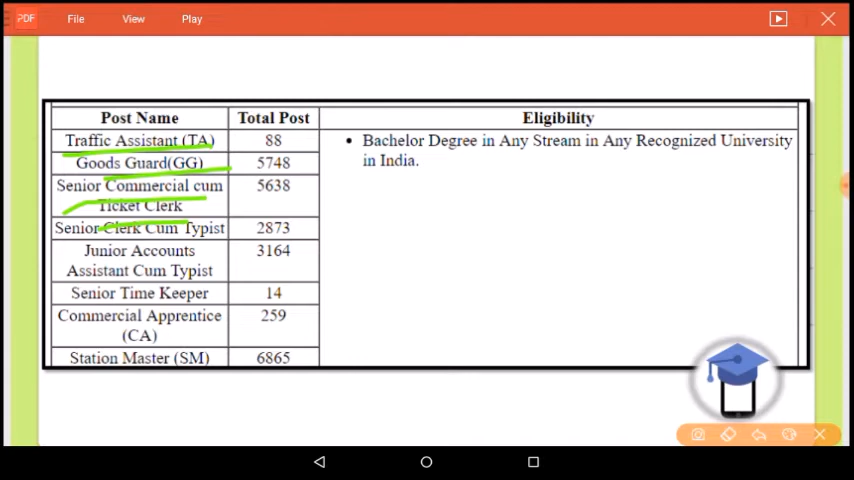 PDF File View Play
Post Name Total Post Eligibility
Traffic Assistant (TA) 88
• Bachelor Degree in Any Stream in Any Recognized University
in India.
Goods Guard(GG) 5748
Senior Commercial cum
Ticket Clerk 5638
Senior Clerk Cum Typist 2873
Junior Accounts
Assistant Cum Typist 3164
Senior Time Keeper 14
Commercial Apprentice
(CA) 259
Station Master (SM) 6865